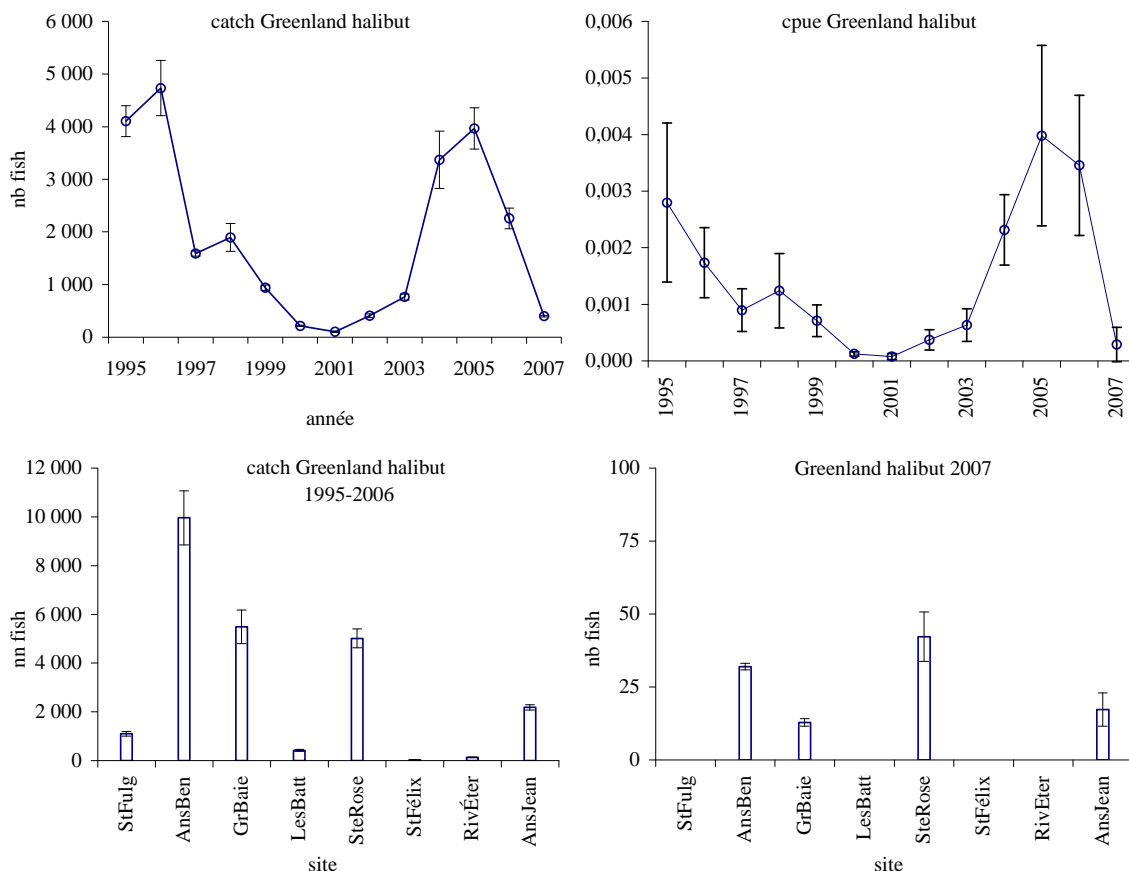 catch Greenland halibut
6 000
5 000
4 000
3 000
2 000
1 000
0
nb fish
1995
1997
1999
2001
2003
2005
2007
année
cpue Greenland halibut
0,006
0,005
0,004
0,003
0,002
0,001
0,000
1995
1997
1999
2001
2003
2005
2007
catch Greenland halibut
1995-2006
12 000
10 000
8 000
6 000
4 000
2 000
0
nn fish
StFulg
AnsBen
GrBaie
LesBatt
SteRose
StFélix
RivÉter
AnsJean
site
Greenland halibut 2007
100
75
50
25
0
nb fish
StFulg
AnsBen
GrBaie
LesBatt
SteRose
StFélix
RivEter
AnsJean
site